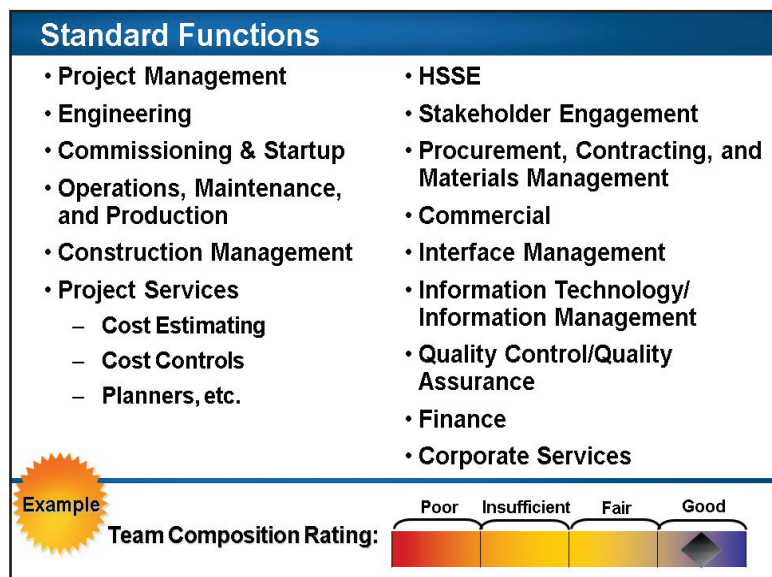 Standard Functions
• Project Management
• Engineering
• Commissioning & Startup
• Operations, Maintenance,
and Production
• Construction Management
• Project Services
– Cost Estimating
– Cost Controls
– Planners, etc.
• HSSE
• Stakeholder Engagement
• Procurement, Contracting, and
Materials Management
• Commercial
• Interface Management
• Information Technology/
Information Management
• Quality Control/Quality
Assurance
• Finance
• Corporate Services
Example
Team Composition Rating:
Poor Insufficient Fair Good